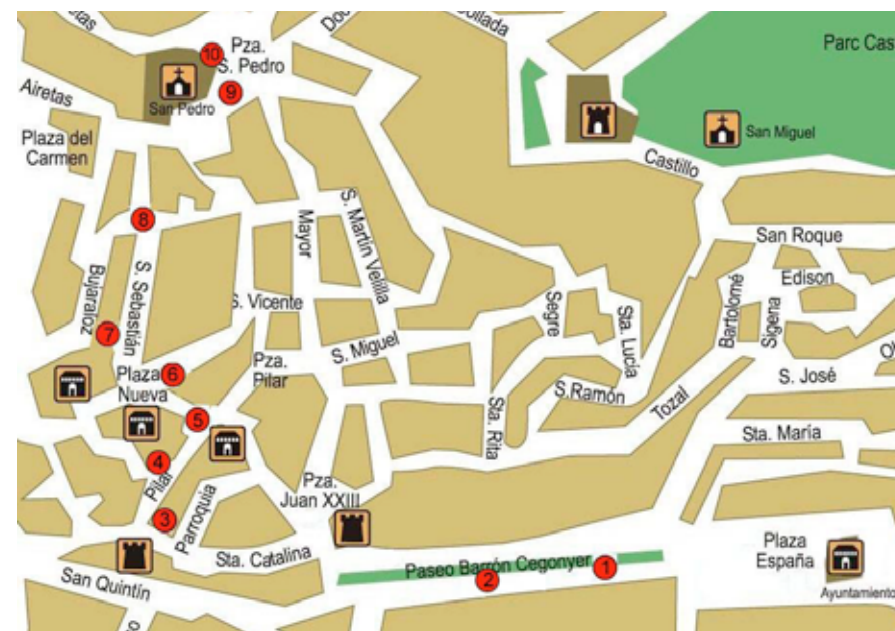 Collada
Parc Cas
10
Pza.
S. Pedro
9
San Pedro
Airetas
Plaza del
Carmen
San Miguel
Castillo
8
Mayor
S. Martín Velilla
San Roque
Edison
Bujaraloz
S. Sebastián
S. Vicente
Segre
Sta. Lucía
Bartolomé
Sigena
7
S. Miguel
Pza.
Pilar
6
Plaza
Nueva
S. José
S.Ramón
Tozal
Sta. Rita
5
Sta. María
4
Pilar
Pza.
Juan XXIII
Parroquia
3
Sta. Catalina
Plaza
España
Paseo Barrón Cegonyer
1
2
San Quintín
Ayuntamiento